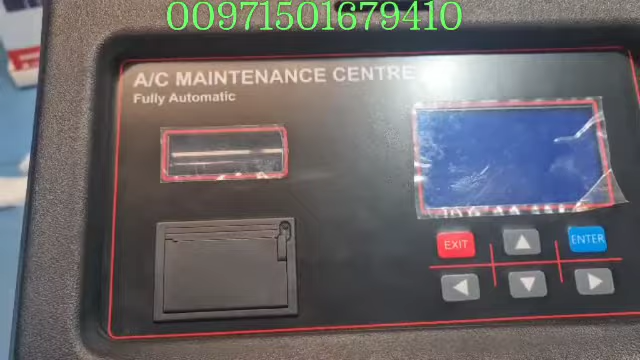 00971501679410
A/C MAINTENANCE CENTRE
Fully Automatic
EXIT
ENTER